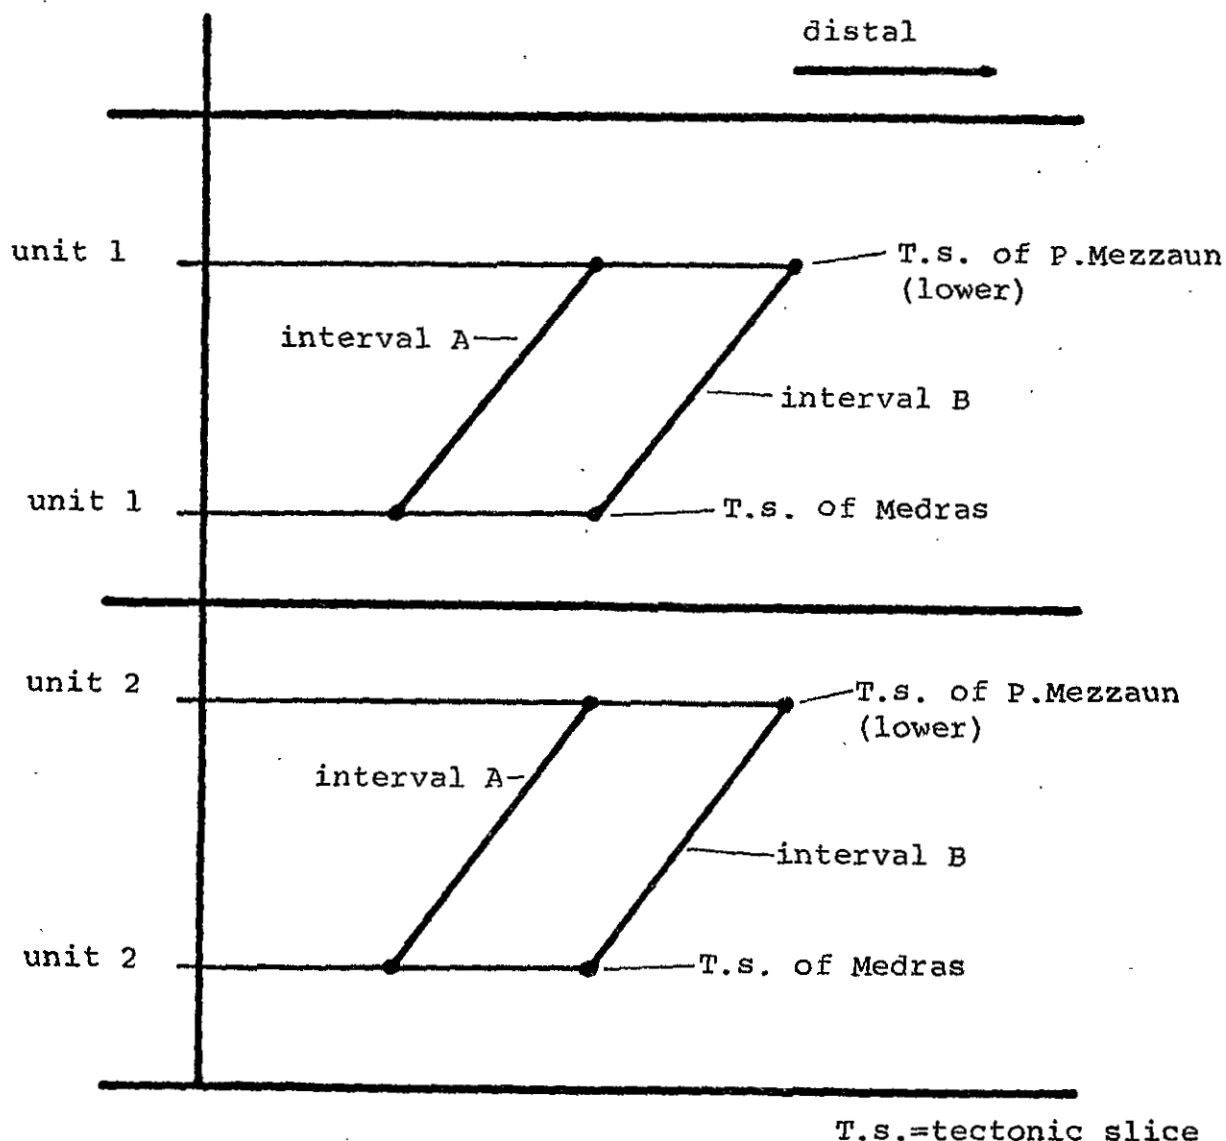 distal
unit 1
T.s. of P.Mezzaun
(lower)
interval A
interval B
unit 1
T.s. of Medras
unit 2
T.s. of P.Mezzaun
(lower)
interval A
interval B
unit 2
T.s. of Medras
T.s.=tectonic slice